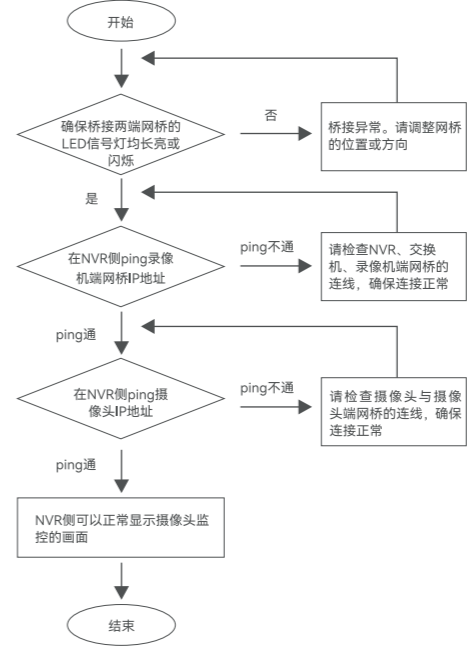 开始
确保桥接两端网桥的
LED信号灯均长亮或
闪烁
否
桥接异常。请调整网桥
的位置或方向
是
在NVR侧ping录像
机端网桥IP地址
ping不通
请检查NVR、交换
机、录像机端网桥的
连线，确保连接正常
ping通
在NVR侧ping摄
像头IP地址
ping不通
请检查摄像头与摄像
头端网桥的连线，确保
连接正常
ping通
NVR侧可以正常显示摄像头监
控的画面
结束